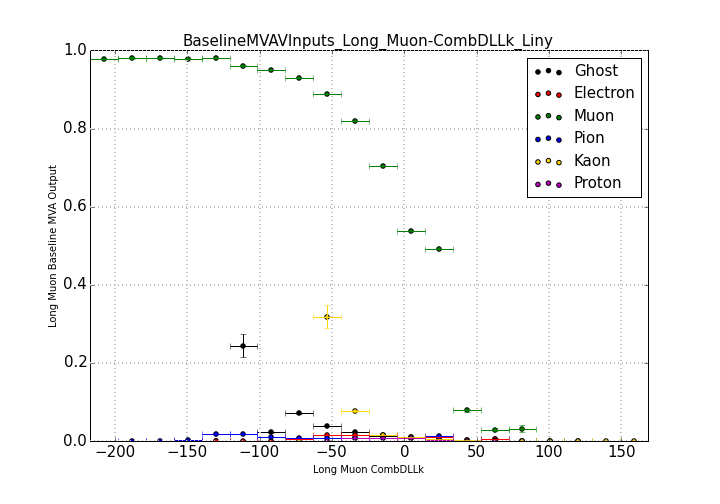 BaselineMVAVInputs_Long_Muon-CombDLLk_Liny
1.0
0.8
0.6
0.4
0.2
0.0
Long Muon Baseline MVA Output
Ghost
Electron
Muon
Pion
Kaon
Proton
−200 −150 −100 −50 0 50 100 150
Long Muon CombDLLk